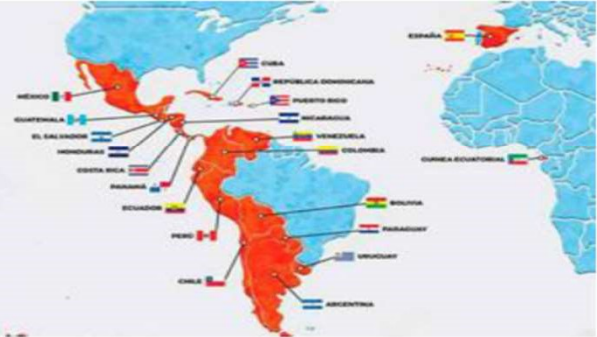 ESPAÑA
CUBA
REPÚBLICA DOMINICANA
MÉXICO
PUERTO RICO
GUATEMALA
NICARAGUA
EL SALVADOR
VENEZUELA
HONDURAS
COLOMBIA
GUINEA ECUATORIAL
COSTA RICA
PANAMÁ
BOLIVIA
ECUADOR
PARAGUAY
PERÚ
URUGUAY
CHILE
ARGENTINA